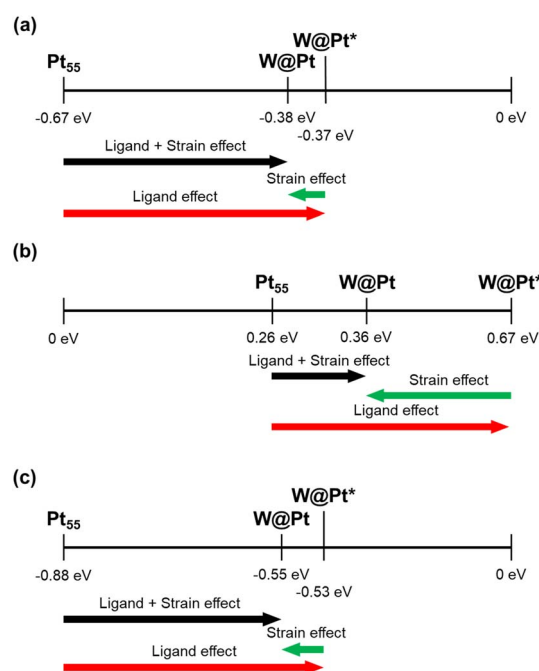 (a)
W@Pt*
Pt55 W@Pt
-0.67 eV -0.38 eV 0 eV
-0.37 eV
Ligand + Strain effect
Strain effect
Ligand effect
(b)
Pt55 W@Pt W@Pt*
0 eV 0.26 eV 0.36 eV 0.67 eV
Ligand + Strain effect
Strain effect
Ligand effect
(c)
W@Pt*
Pt55 W@Pt
-0.88 eV -0.55 eV 0 eV
-0.53 eV
Ligand + Strain effect
Strain effect
Ligand effect